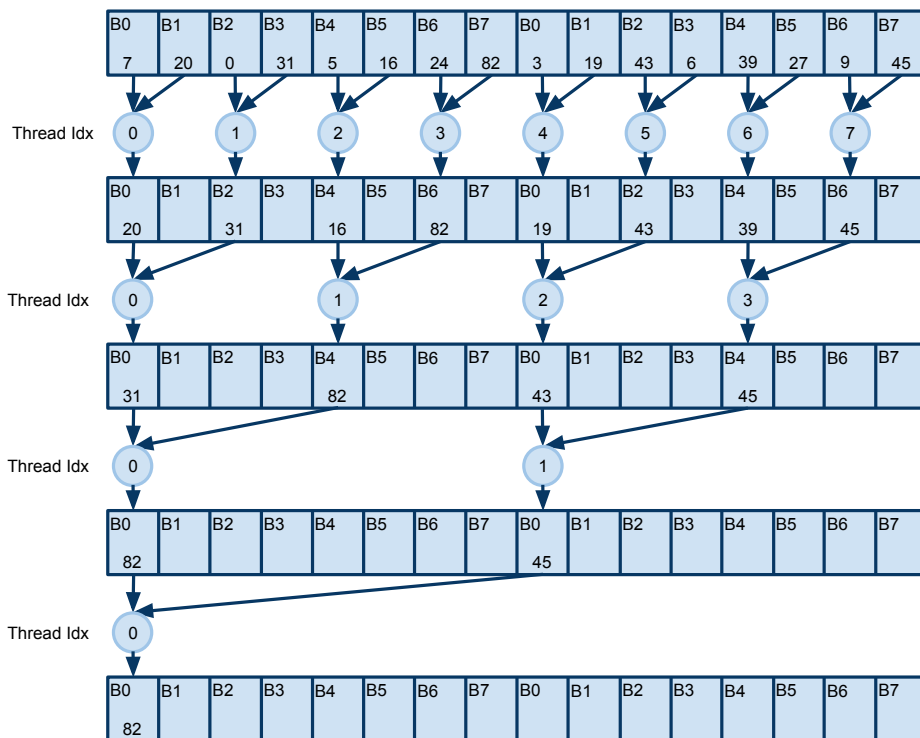 B0 B1 B2 B3 B4 B5 B6 B7 B0 B1 B2 B3 B4 B5 B6 B7
7 20 0 31 5 16 24 82 3 19 43 6 39 27 9 45
Thread Idx 0 1 2 3 4 5 6 7
B0 B1 B2 B3 B4 B5 B6 B7 B0 B1 B2 B3 B4 B5 B6 B7
20 31 16 82 19 43 39 45
Thread Idx 0 1 2 3
B0 B1 B2 B3 B4 B5 B6 B7 B0 B1 B2 B3 B4 B5 B6 B7
31 82 43 45
Thread Idx 0 1
B0 B1 B2 B3 B4 B5 B6 B7 B0 B1 B2 B3 B4 B5 B6 B7
82 45
Thread Idx 0
B0 B1 B2 B3 B4 B5 B6 B7 B0 B1 B2 B3 B4 B5 B6 B7
82